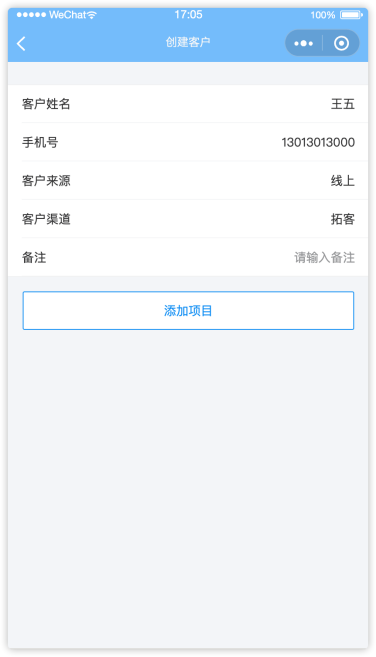 WeChat 17:05 100%
创建客户
客户姓名 王五
手机号 13013013000
客户来源 线上
客户渠道 拓客
备注 请输入备注
添加项目